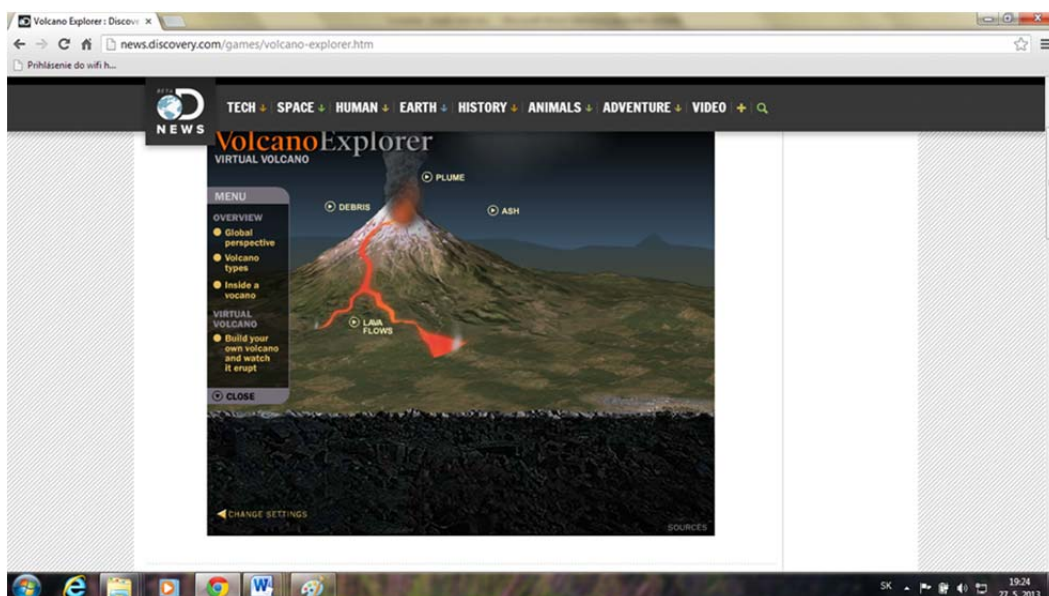 Volcano Explorer : Discove
news.discovery.com/games/volcano-explorer.htm
Prihlásenie do wifi h...
BETA
D
NEWS
TECH SPACE HUMAN EARTH HISTORY ANIMALS ADVENTURE VIDEO +
VolcanoExplorer
VIRTUAL VOLCANO
PLUME
DEBRIS
ASH
MENU
OVERVIEW
Global
perspective
Volcano
types
Inside a
vocano
VIRTUAL
VOLCANO
Build your
own volcano
and watch
it erupt
CLOSE
LAVA
FLOWS
CHANGE SETTINGS
SOURCES
W
SK
19:24
27. 5. 2013